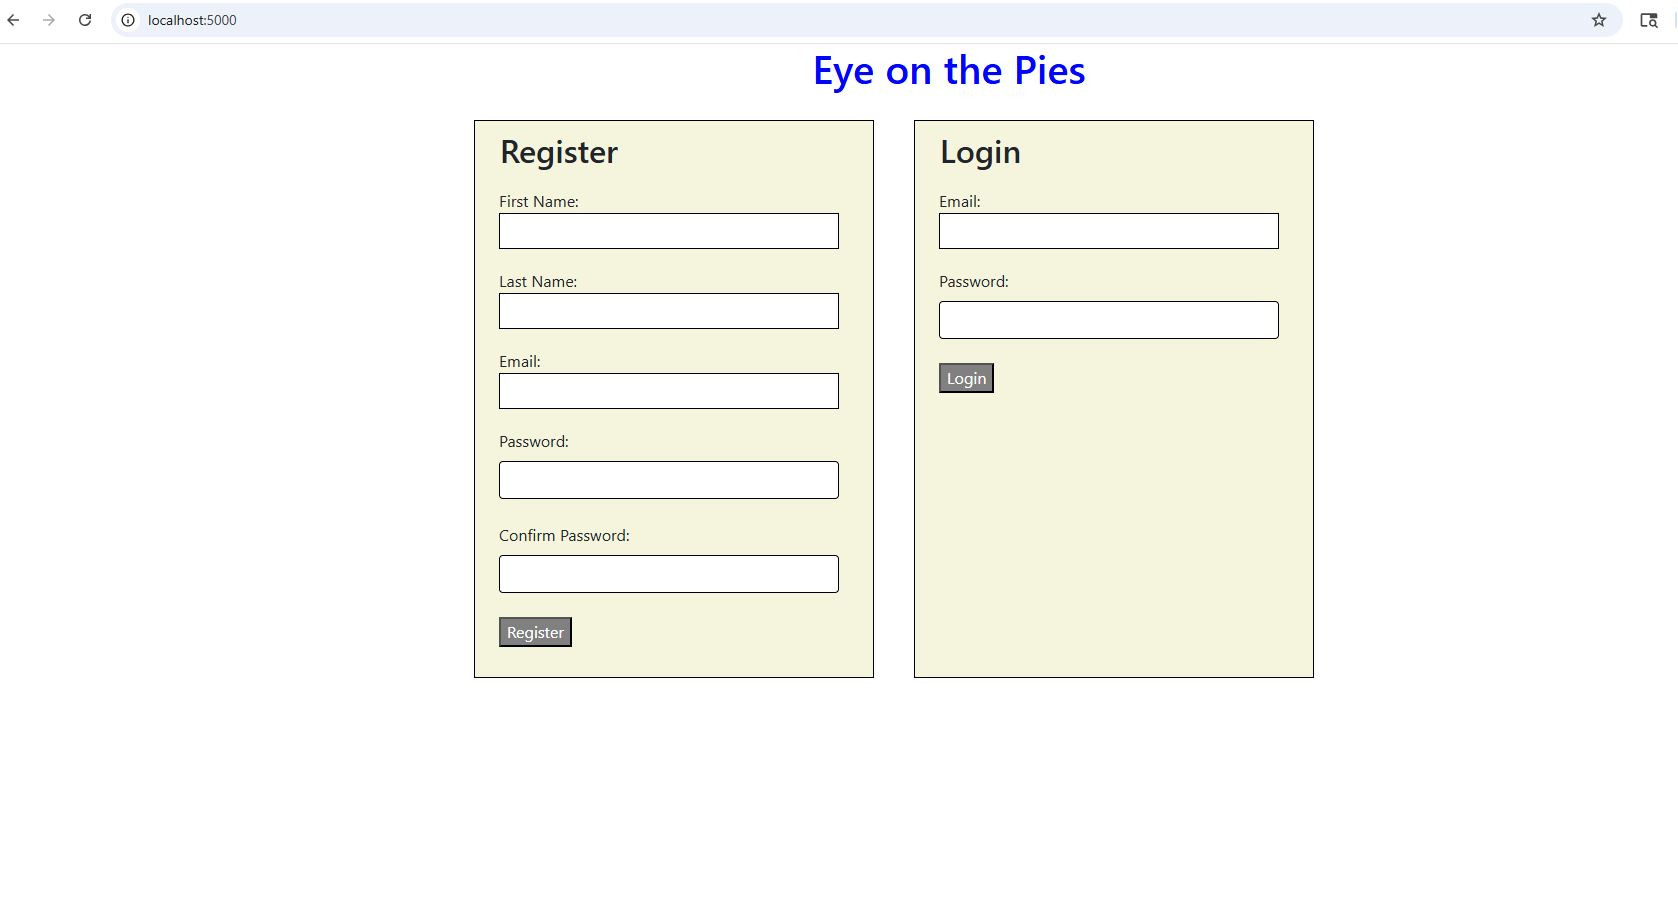 localhost:5000
Eye on the Pies
Register
First Name:
Last Name:
Email:
Password:
Confirm Password:
Register
Login
Email:
Password:
Login